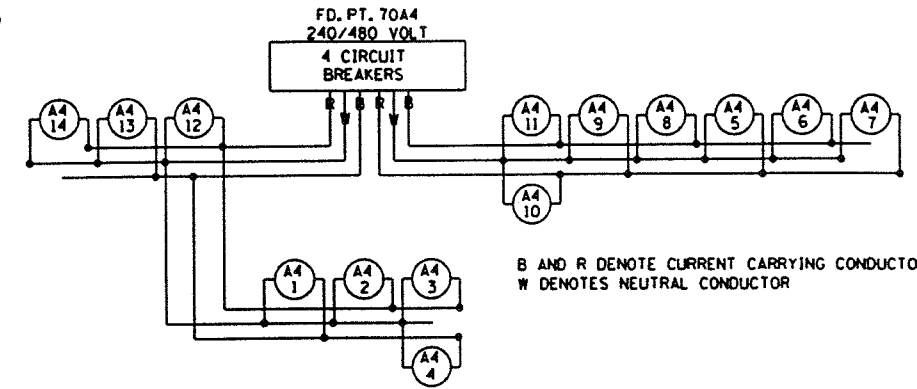 FD. PT. 70A4
240/480 VOLT
4 CIRCUIT
BREAKERS
R W B R W B
A4 14
A4 13
A4 12
A4 11
A4 9
A4 8
A4 5
A4 6
A4 7
A4 10
A4 1
A4 2
A4 3
A4 4
B AND R DENOTE CURRENT CARRYING CONDUCTO
W DENOTES NEUTRAL CONDUCTOR